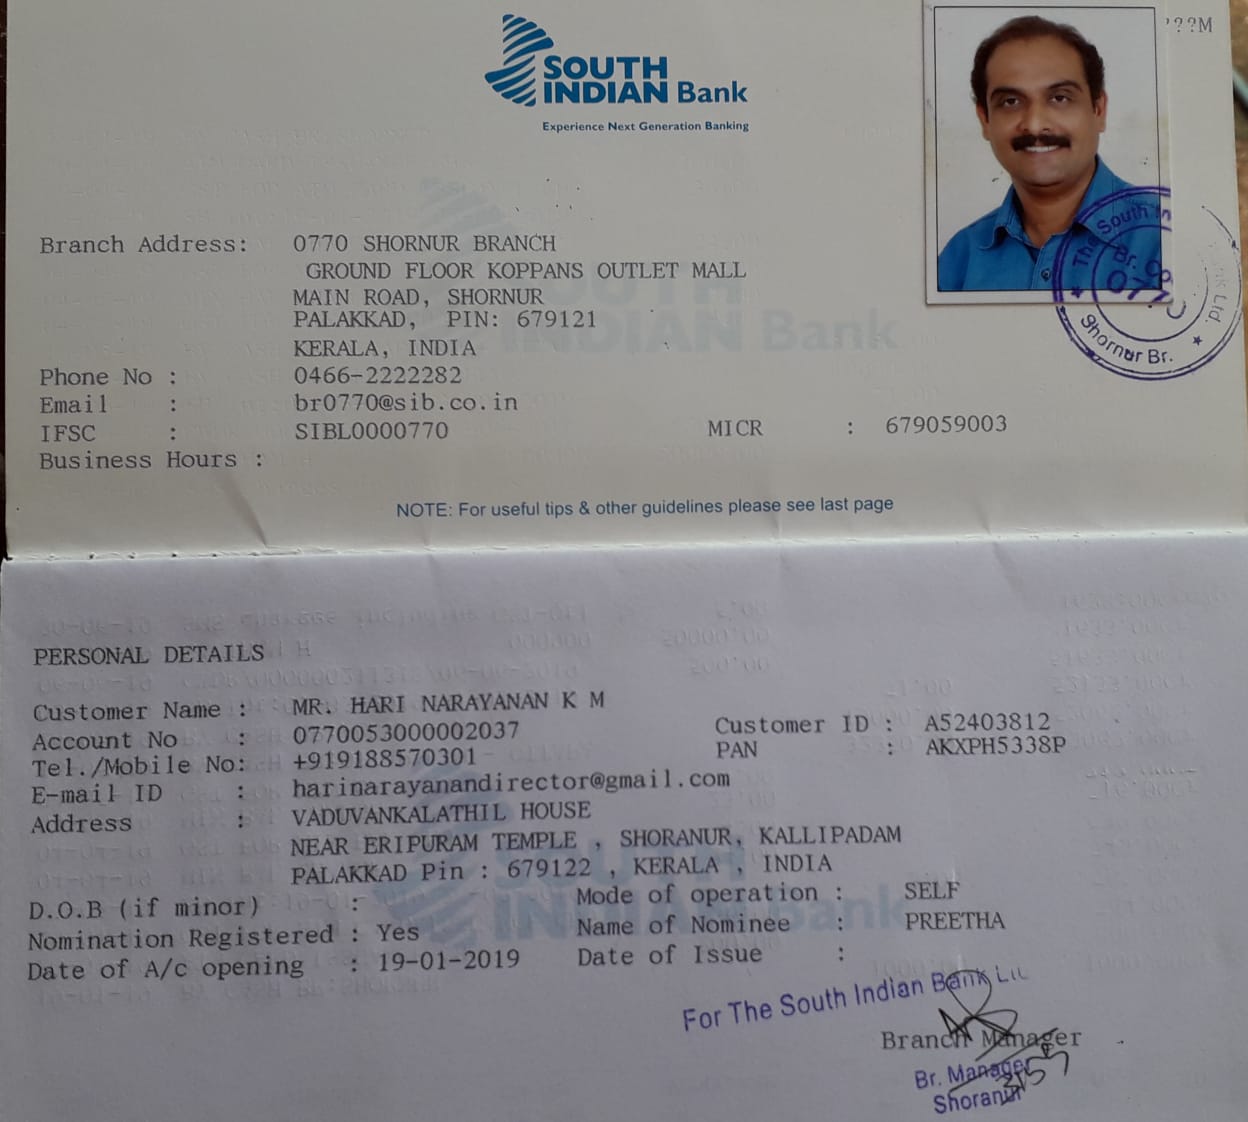 SOUTH
INDIAN Bank
Experience Next Generation Banking
??M
Branch Address: 0770 SHORNUR BRANCH
GROUND FLOOR KOPPANS OUTLET MALL
MAIN ROAD, SHORNUR
PALAKKAD, PIN: 679121
KERALA, INDIA
Phone No : 0466-2222282
Email : br0770@sib.co.in
IFSC : SIBL0000770 MICR : 679059003
Business Hours :
The South
Br.
0770
Ltd.
Shornur Br.
NOTE: For useful tips & other guidelines please see last page
PERSONAL DETAILS
Customer Name : MR. HARI NARAYANAN K M
Customer ID : A52403812
Account No : 0770053000002037
PAN : AKXPH5338P
Tel./Mobile No: +919188570301
E-mail ID : harinarayanandirector@gmail.com
Address : VADUVANKALATHIL HOUSE
NEAR ERIPURAM TEMPLE , SHORANUR, KALLIPADAM
PALAKKAD Pin : 679122 , KERALA , INDIA
D.O.B (if minor) : Mode of operation : SELF
Nomination Registered : Yes Name of Nominee : PREETHA
Date of A/c opening : 19-01-2019 Date of Issue :
For The South Indian Bank Ltd
Branch Manager
Br. Manager
Shoranur